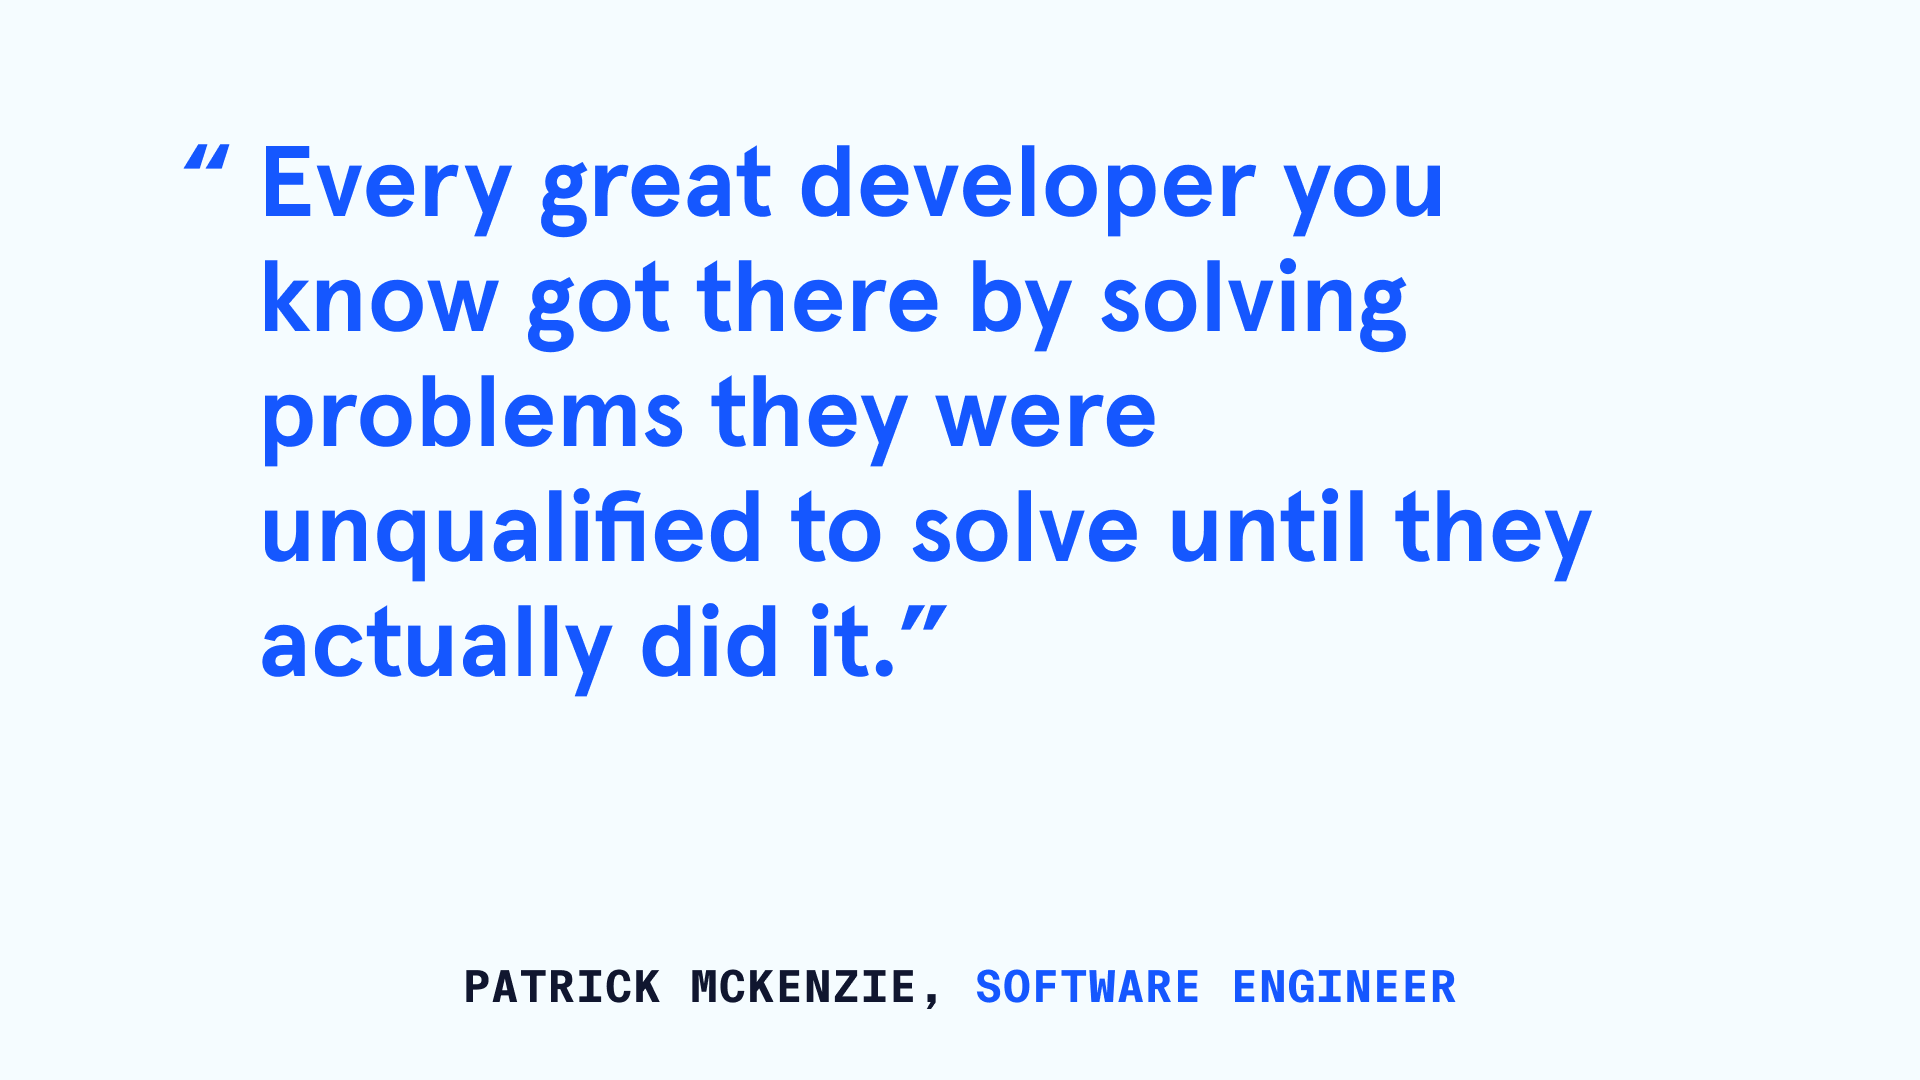 “ Every great developer you
know got there by solving
problems they were
unqualified to solve until they
actually did it.”
PATRICK MCKENZIE, SOFTWARE ENGINEER